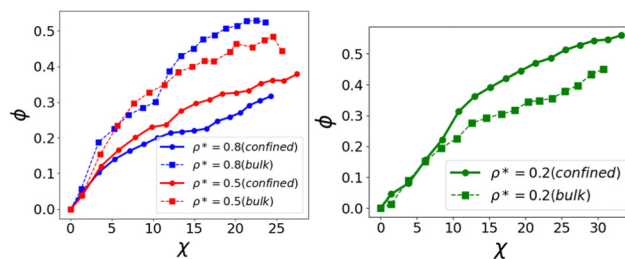 0.5
0.4
0.3
0.2
0.1
0.0
ϕ
ρ* = 0.8(confined)
ρ* = 0.8(bulk)
ρ* = 0.5(confined)
ρ* = 0.5(bulk)
0 5 10 15 20 25
χ
0.5
0.4
0.3
0.2
0.1
0.0
ϕ
ρ* = 0.2(confined)
ρ* = 0.2(bulk)
0 5 10 15 20 25 30
χ